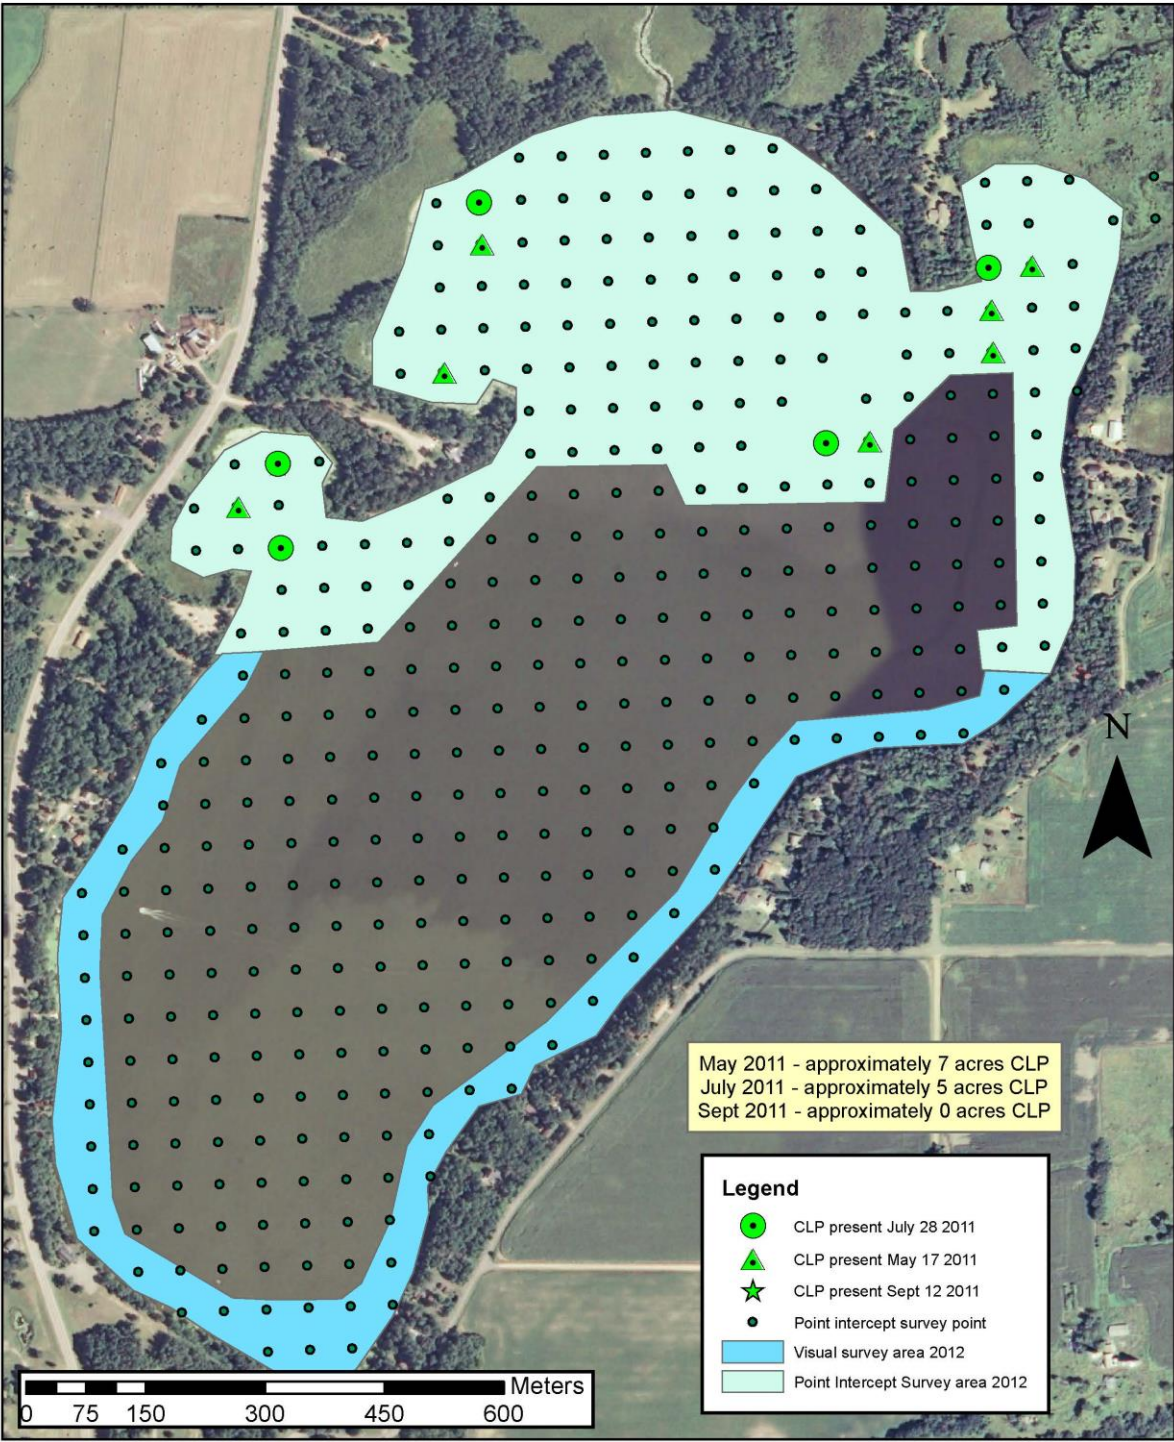 N
May 2011 - approximately 7 acres CLP
July 2011 - approximately 5 acres CLP
Sept 2011 - approximately 0 acres CLP
Legend
CLP present July 28 2011
CLP present May 17 2011
CLP present Sept 12 2011
Point intercept survey point
Visual survey area 2012
Point Intercept Survey area 2012
Meters
0 75 150 300 450 600